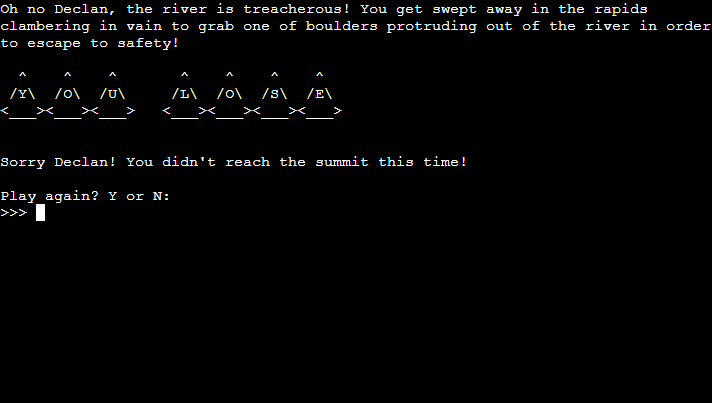 Oh no Declan, the river is treacherous! You get swept away in the rapids
clambering in vain to grab one of boulders protruding out of the river in order
to escape to safety!
  ^     ^     ^        ^     ^     ^     ^
 /Y\   /O\   /U\      /L\   /O\   /S\   /E\
<___><___><___>   <___><___><___><___>
Sorry Declan! You didn't reach the summit this time!
Play again? Y or N:
>>>